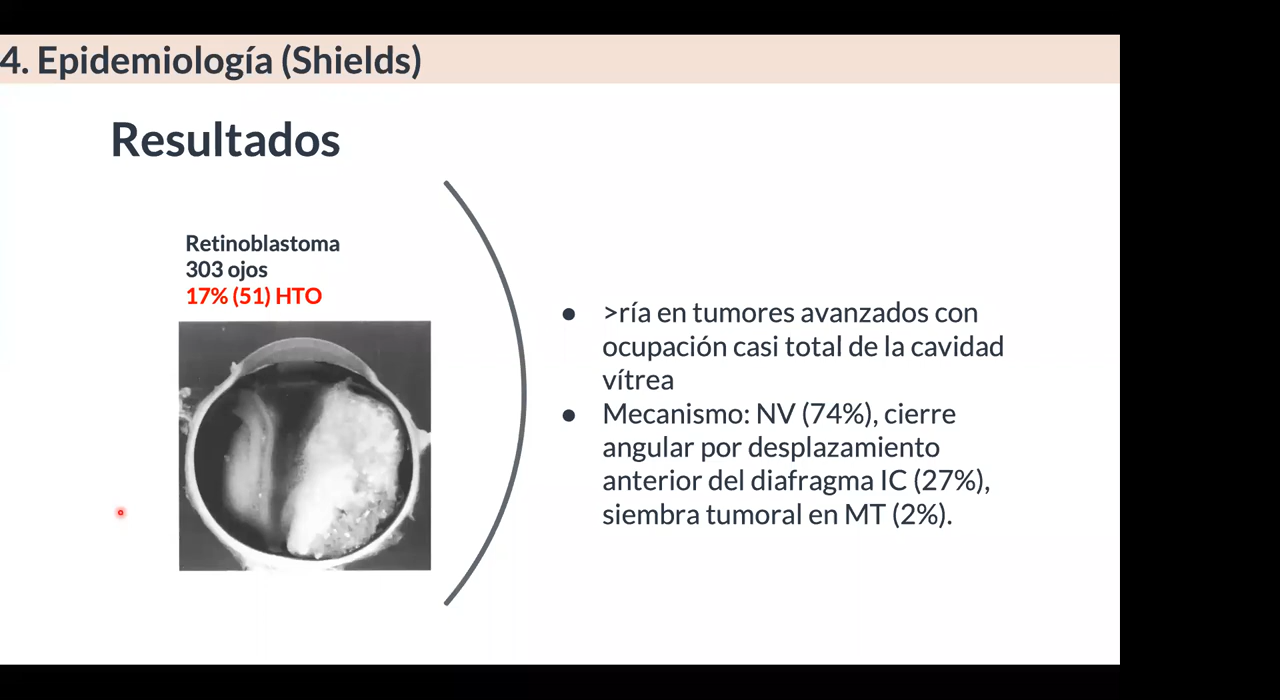 4. Epidemiología (Shields)
Resultados
Retinoblastoma
303 ojos
17% (51) HTO
● >ría en tumores avanzados con
ocupación casi total de la cavidad
vítrea
● Mecanismo: NV (74%), cierre
angular por desplazamiento
anterior del diafragma IC (27%),
siembra tumoral en MT (2%).